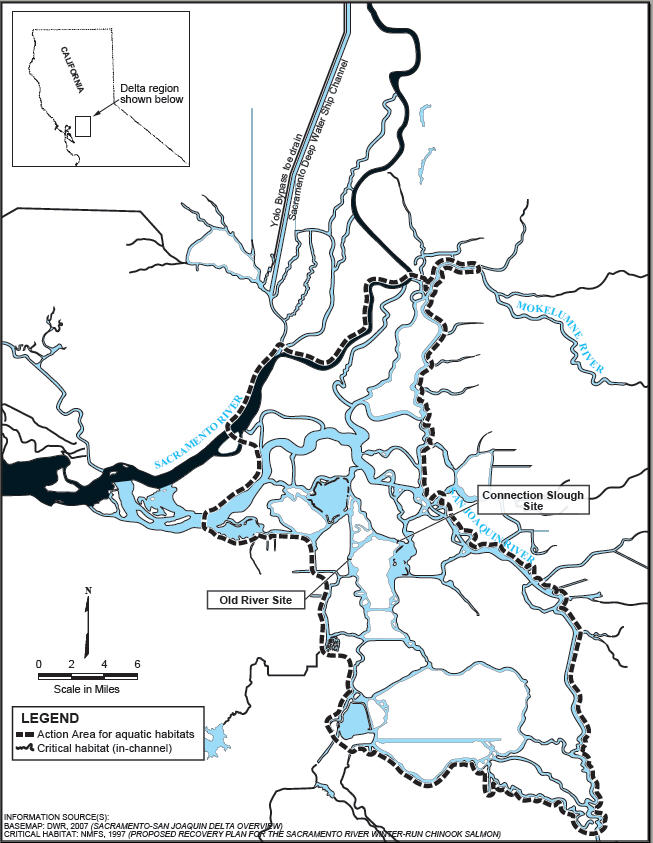 CALIFORNIA
Delta region
shown below
Yolo Bypass toe drain
Sacramento Deep Water Ship Channel
MOKELUMNE RIVER
SACRAMENTO RIVER
Connection Slough
Site
SAN JOAQUIN RIVER
Old River Site
N
0 2 4 6
Scale in Miles
LEGEND
Action Area for aquatic habitats
Critical habitat (in-channel)
INFORMATION SOURCE(S):
BASEMAP: DWR, 2007 (SACRAMENTO-SAN JOAQUIN DELTA OVERVIEW)
CRITICAL HABITAT: NMFS, 1997 (PROPOSED RECOVERY PLAN FOR THE SACRAMENTO RIVER WINTER-RUN CHINOOK SALMON)